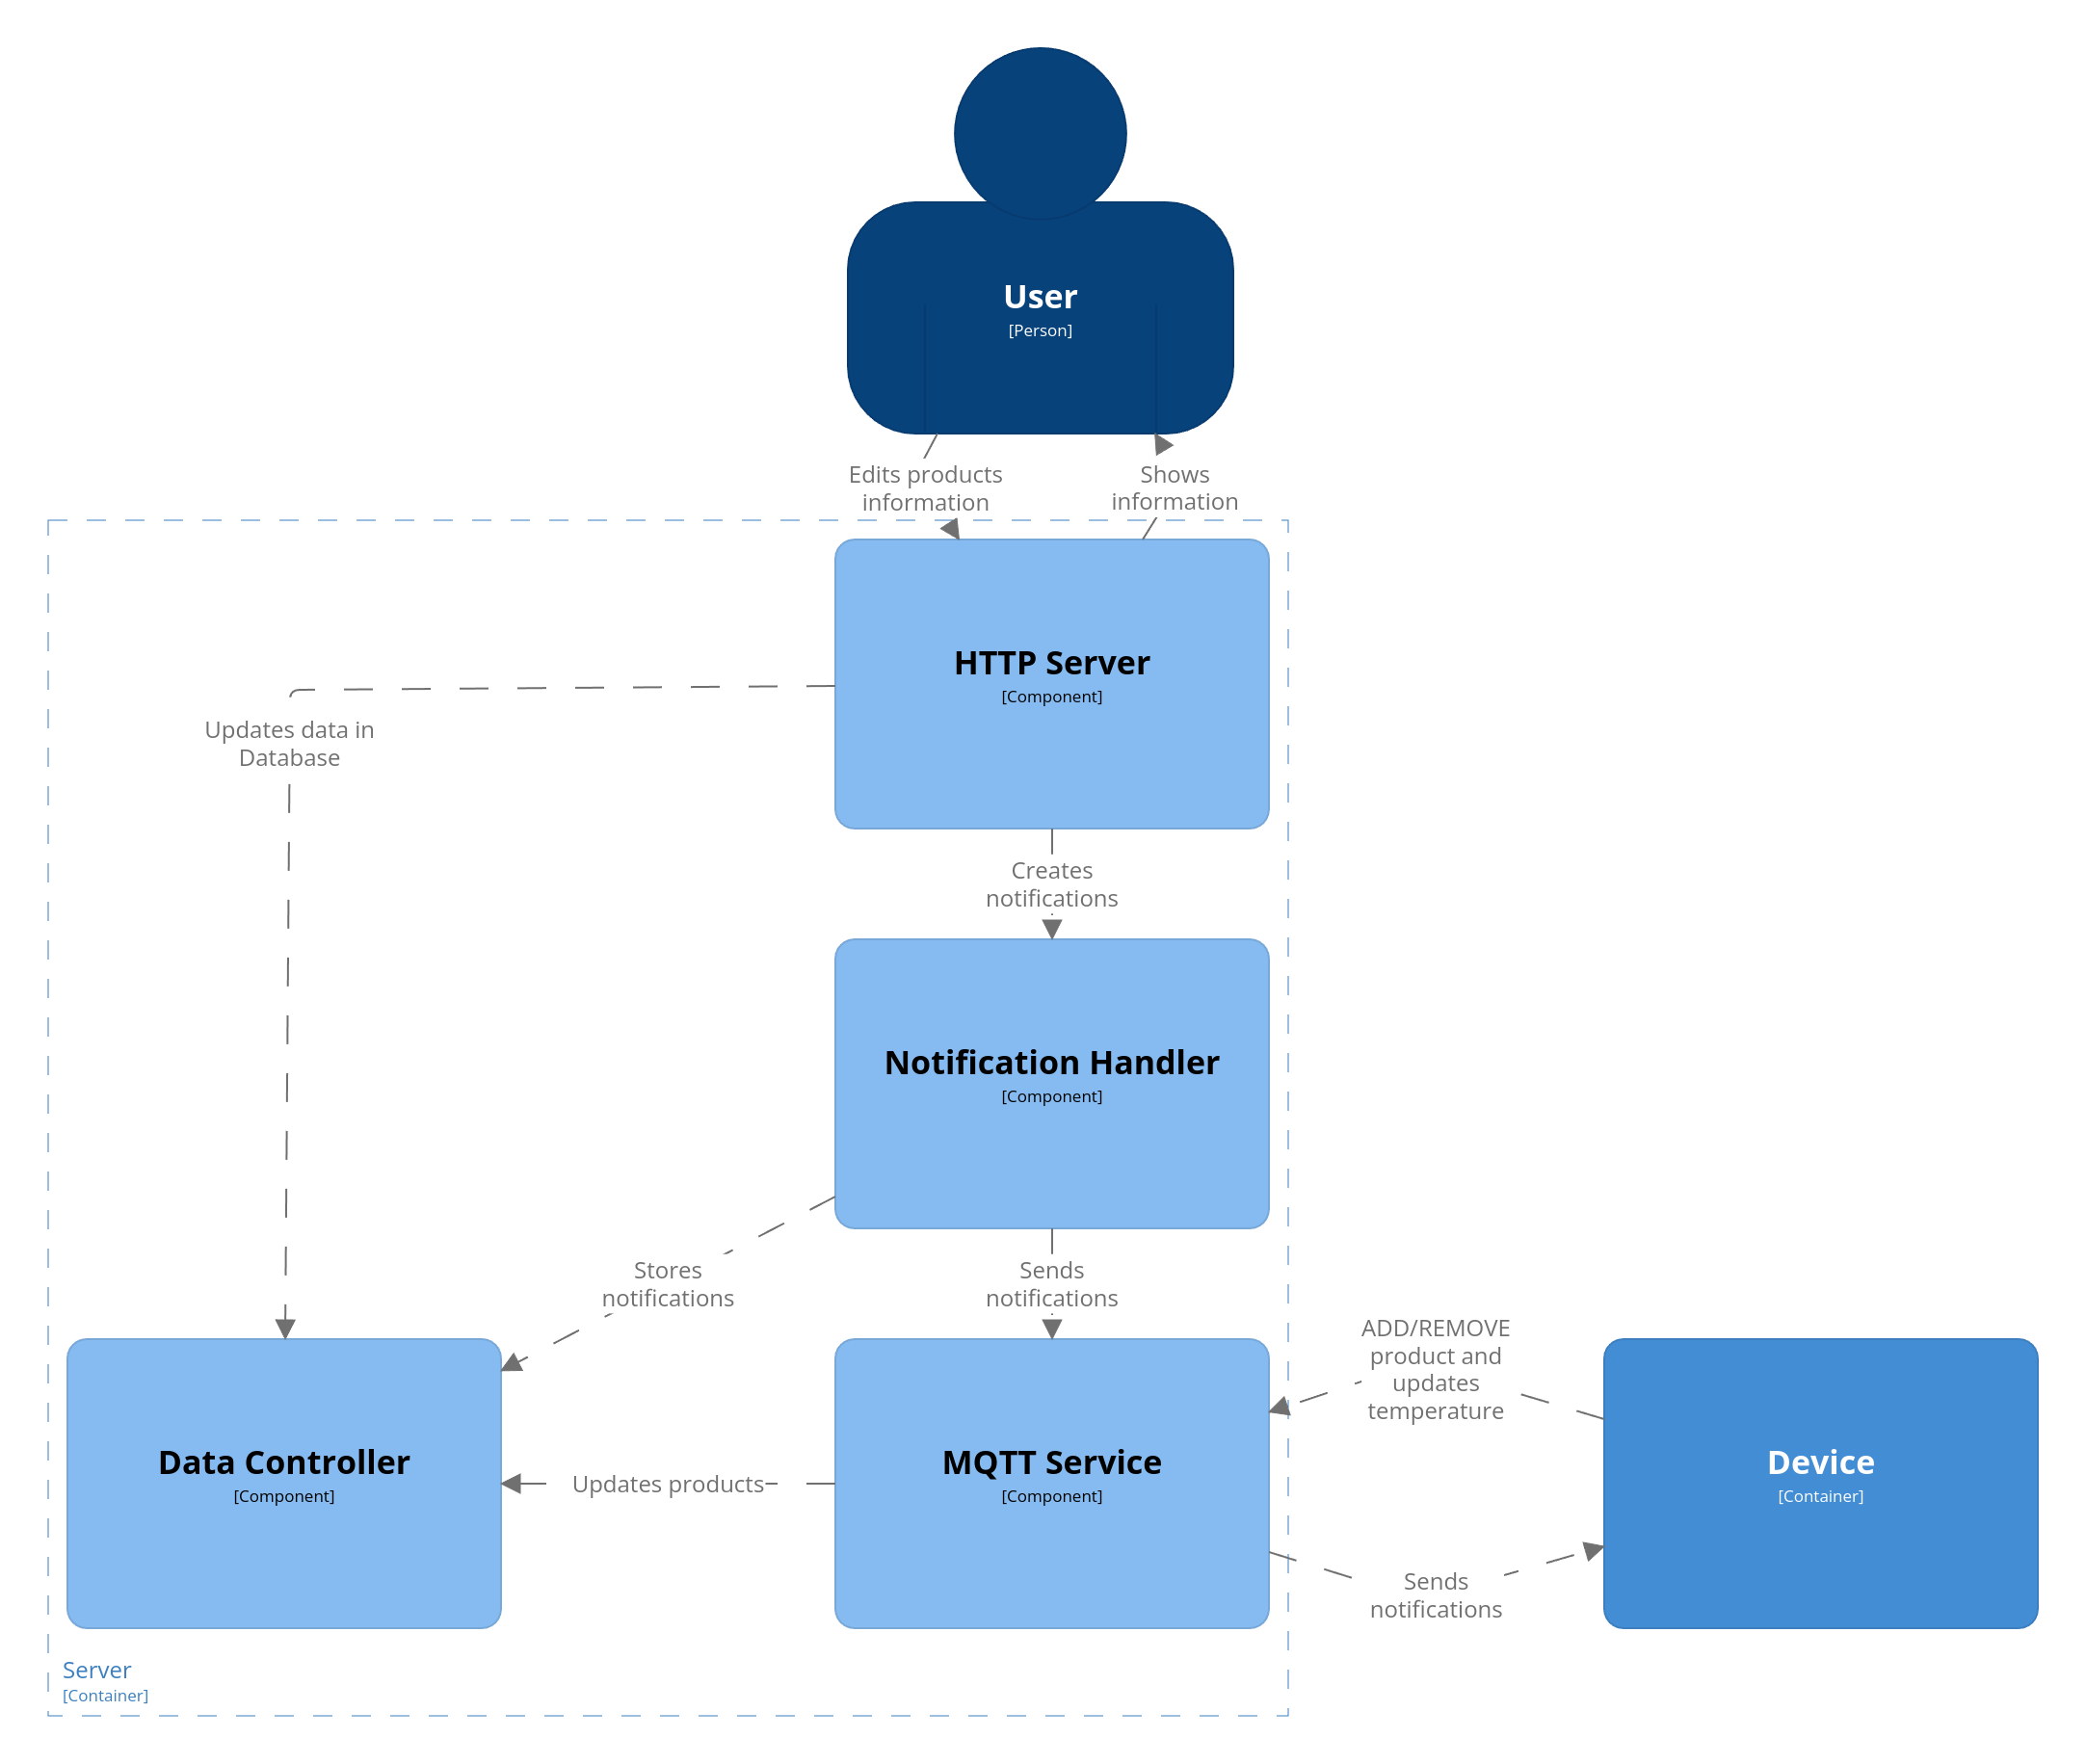 User
[Person]
Edits products
information
Shows
information
HTTP Server
[Component]
Updates data in
Database
Creates
notifications
Notification Handler
[Component]
Stores
notifications
Sends
notifications
ADD/REMOVE
product and
updates
temperature
Data Controller
[Component]
Updates products
MQTT Service
[Component]
Device
[Container]
Sends
notifications
Server
[Container]